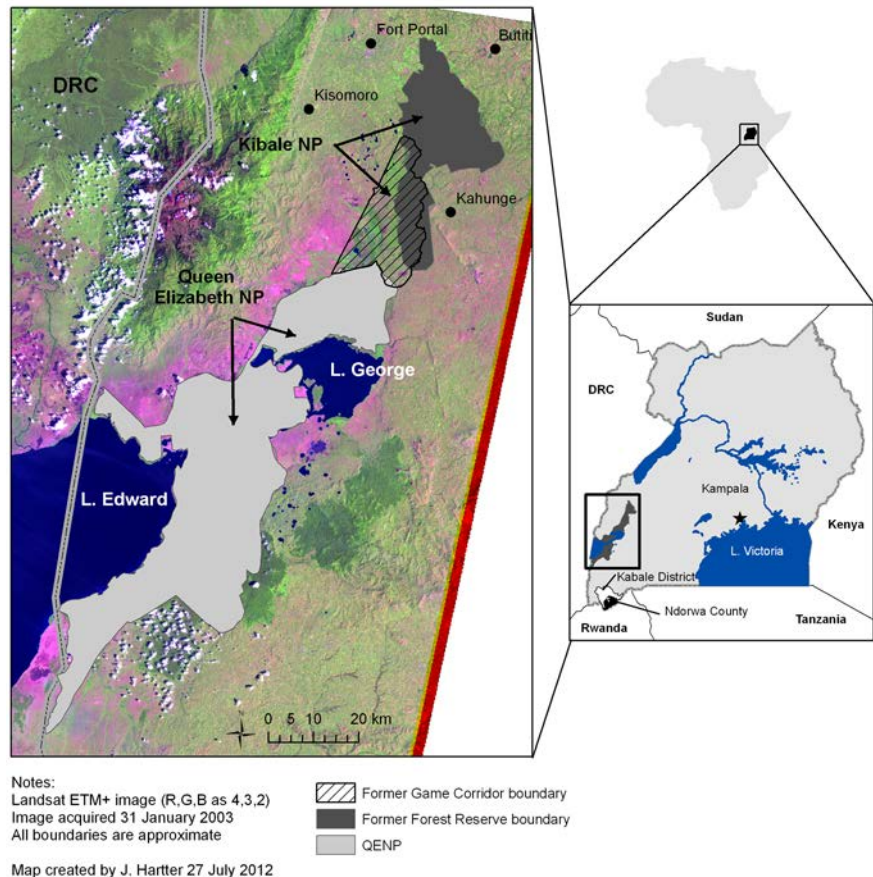 Fort Portal
Butiti
DRC
Kisomoro
Kibale NP
Kahunge
Queen
Elizabeth NP
L. George
L. Edward
N
0 5 10 20 km
Sudan
DRC
Kampala
Kenya
L. Victoria
Kabale District
Ndorwa County
Rwanda
Tanzania
Notes:
Landsat ETM+ image (R,G,B as 4,3,2)
Image acquired 31 January 2003
All boundaries are approximate
Map created by J. Hartter 27 July 2012
Former Game Corridor boundary
Former Forest Reserve boundary
QENP